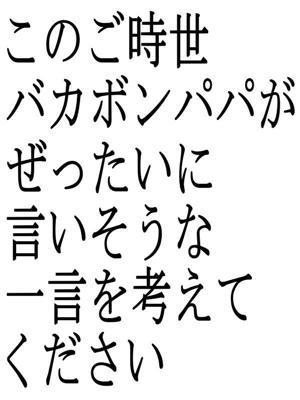 このご時世
バカボンパパが
ぜったいに
言いそうな
一言を考えて
ください